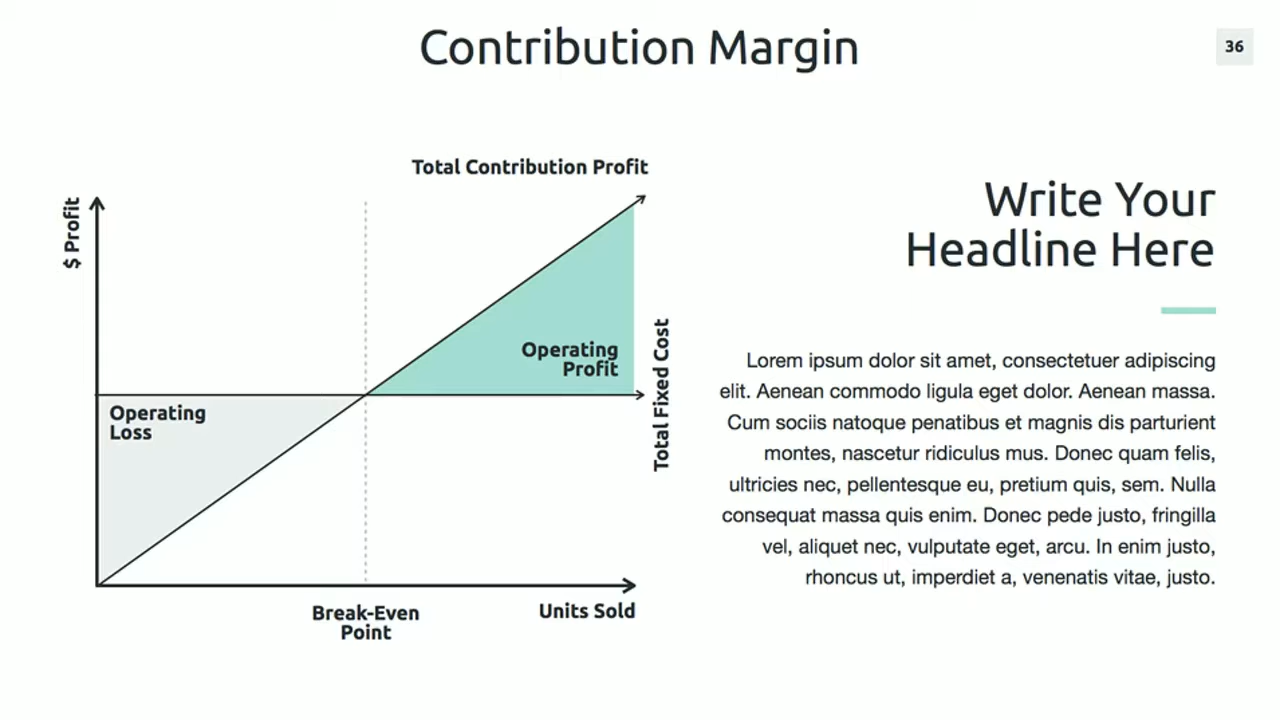 Contribution Margin
36
Total Contribution Profit
$ Profit
Operating
Profit
Total Fixed Cost
Operating
Loss
Break-Even
Point
Units Sold
Write Your
Headline Here
Lorem ipsum dolor sit amet, consectetuer adipiscing
elit. Aenean commodo ligula eget dolor. Aenean massa.
Cum sociis natoque penatibus et magnis dis parturient
montes, nascetur ridiculus mus. Donec quam felis,
ultricies nec, pellentesque eu, pretium quis, sem. Nulla
consequat massa quis enim. Donec pede justo, fringilla
vel, aliquet nec, vulputate eget, arcu. In enim justo,
rhoncus ut, imperdiet a, venenatis vitae, justo.